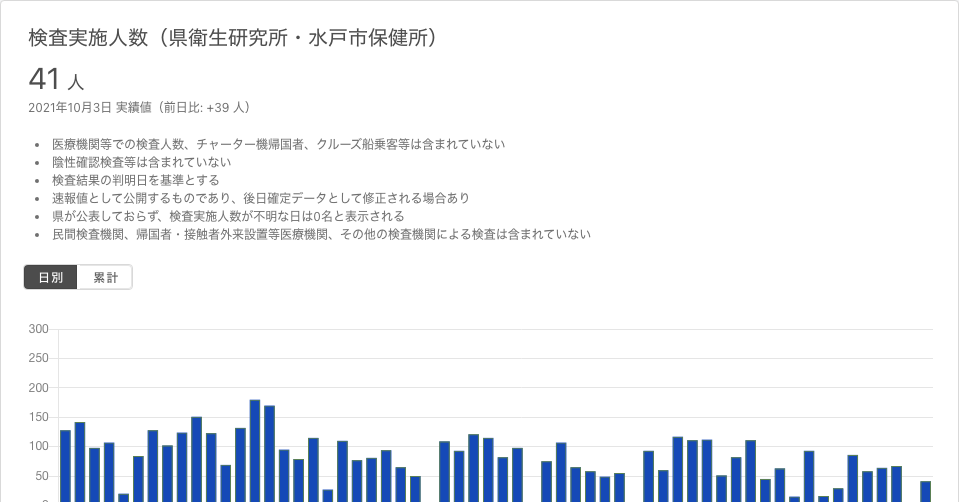 検査実施人数（県衛生研究所・水戸市保健所）
41 人
2021年10月3日 実績値（前日比: +39 人）
• 医療機関等での検査人数、チャーター機帰国者、クルーズ船乗客等は含まれていない
• 陰性確認検査等は含まれていない
• 検査結果の判明日を基準とする
• 速報値として公開するものであり、後日確定データとして修正される場合あり
• 県が公表しておらず、検査実施人数が不明な日は0名と表示される
• 民間検査機関、帰国者・接触者外来設置等医療機関、その他の検査機関による検査は含まれていない
日別 累計
300
250
200
150
100
50
0